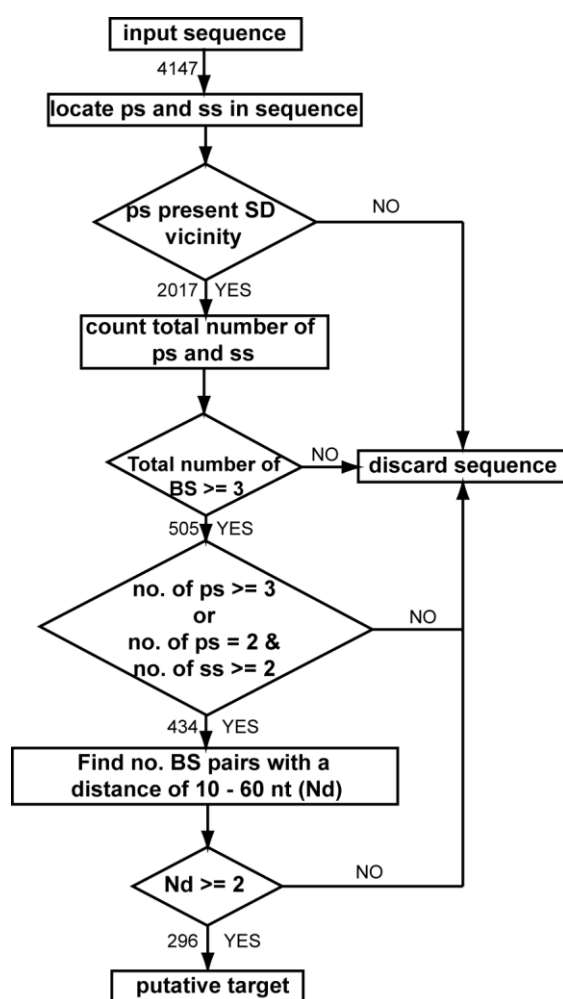 input sequence
4147
locate ps and ss in sequence
ps present SD
vicinity
NO
2017 YES
count total number of
ps and ss
Total number of
BS >= 3
NO
discard sequence
505 YES
no. of ps >= 3
or
no. of ps = 2 &
no. of ss >= 2
NO
434 YES
Find no. BS pairs with a
distance of 10 - 60 nt (Nd)
Nd >= 2
NO
296 YES
putative target